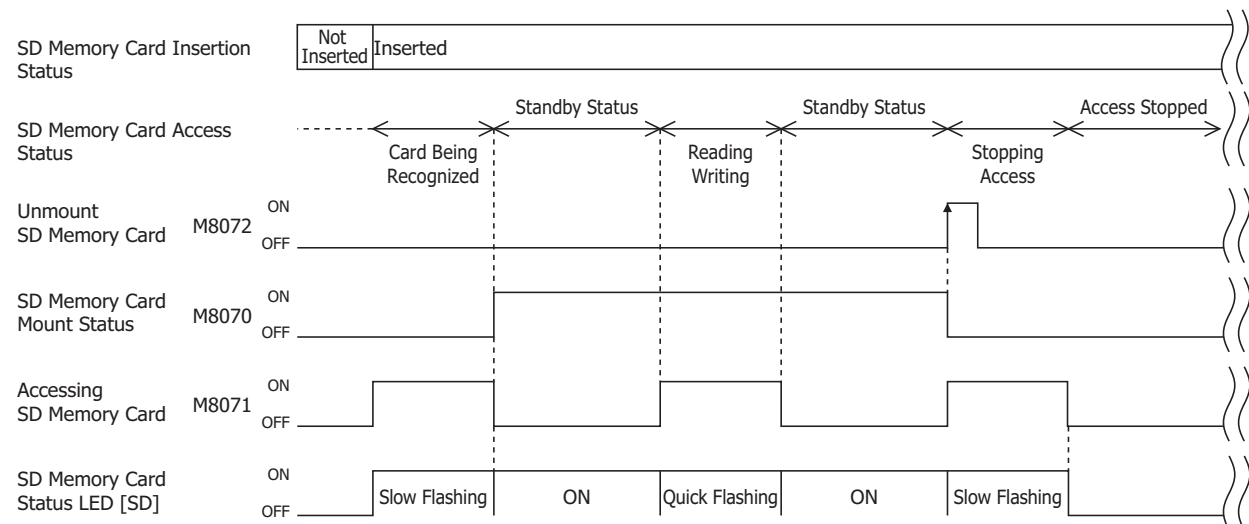 SD Memory Card Insertion
Status
Not
Inserted
Inserted
SD Memory Card Access
Status
Standby Status
Standby Status
Access Stopped
Card Being
Recognized
Reading
Writing
Stopping
Access
Unmount
SD Memory Card
M8072
ON
OFF
SD Memory Card
Mount Status
M8070
ON
OFF
Accessing
SD Memory Card
M8071
ON
OFF
SD Memory Card
Status LED [SD]
ON
OFF
Slow Flashing
ON
Quick Flashing
ON
Slow Flashing